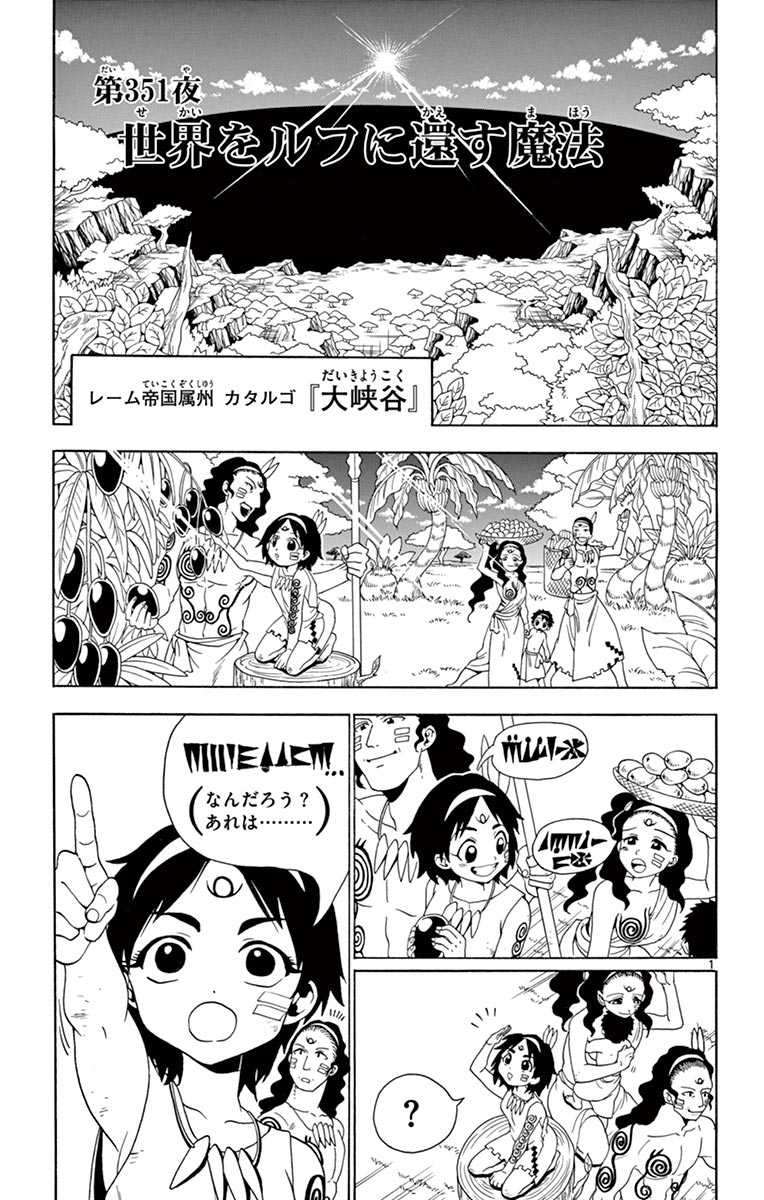 第351夜
世界をルフに還す魔法
レーム帝国属州 カタルゴ『大峡谷』
1
？
（なんだろう？
あれは………）